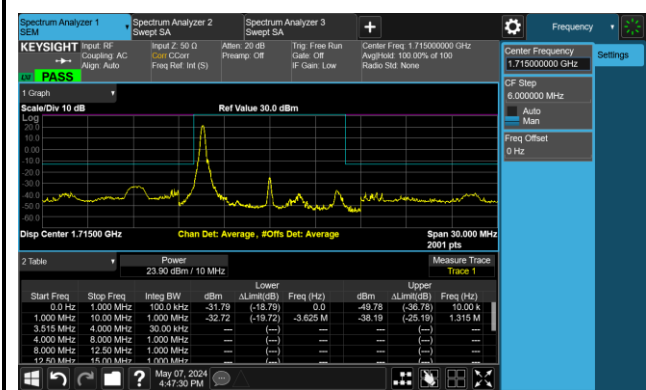 Spectrum Analyzer 1
SEM
Spectrum Analyzer 2
Swept SA
Spectrum Analyzer 3
Swept SA
+
Frequency
KEYSIGHT
Input: RF
Coupling: AC
Align: Auto
Input Z: 50 Ω
Corr CCorr
Freq Ref: Int (S)
Atten: 20 dB
Preamp: Off
Trig: Free Run
Gate: Off
IF Gain: Low
Center Freq: 1.715000000 GHz
Avg|Hold: 100.00% of 100
Radio Std: None
PASS
Center Frequency
1.715000000 GHz
Settings
CF Step
6.000000 MHz
Auto
Man
Freq Offset
0 Hz
1 Graph
Scale/Div 10 dB
Ref Value 30.0 dBm
Log
20.0
10.0
0.00
-10.0
-20.0
-30.0
-40.0
-50.0
-60.0
Disp Center 1.71500 GHz
Chan Det: Average, #Offs Det: Average
Span 30.000 MHz
2001 pts
2 Table
Power
23.90 dBm / 10 MHz
Measure Trace
Trace 1
Lower Upper
Start Freq Stop Freq Integ BW dBm ΔLimit(dB) Freq (Hz) dBm ΔLimit(dB) Freq (Hz)
0.0 Hz 1.000 MHz 100.0 kHz -31.79 (-18.79) 0.0 -49.78 (-36.78) 10.00 k
1.000 MHz 10.00 MHz 1.000 MHz -32.72 (-19.72) -3.625 M -38.19 (-25.19) 1.315 M
3.515 MHz 4.000 MHz 30.00 kHz --- (---) --- --- (---) ---
4.000 MHz 8.000 MHz 1.000 MHz --- (---) --- --- (---) ---
8.000 MHz 12.50 MHz 1.000 MHz --- (---) --- --- (---) ---
12.50 MHz 15.00 MHz 1.000 MHz --- (---) --- --- (---) ---
?
May 07, 2024
4:47:30 PM